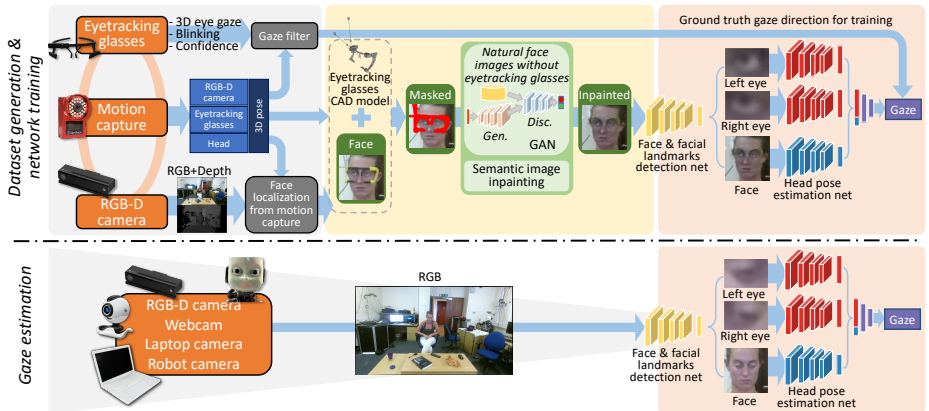 Dataset generation &
network training
Eyetracking
glasses
- 3D eye gaze
- Blinking
- Confidence
Gaze filter
Motion
capture
RGB-D
camera
Eyetracking
glasses
Head
3D pose
RGB-D
camera
RGB+Depth
Face
localization
from motion
capture
Eyetracking
glasses
CAD model
Face
Masked
Natural face
images without
eyetracking glasses
Gen.
Disc.
GAN
Semantic image
inpainting
Inpainted
Face & facial
landmarks
detection net
Ground truth gaze direction for training
Left eye
Right eye
Face
Head pose
estimation net
Gaze
Gaze estimation
RGB-D camera
Webcam
Laptop camera
Robot camera
RGB
Face & facial
landmarks
detection net
Left eye
Right eye
Face
Head pose
estimation net
Gaze